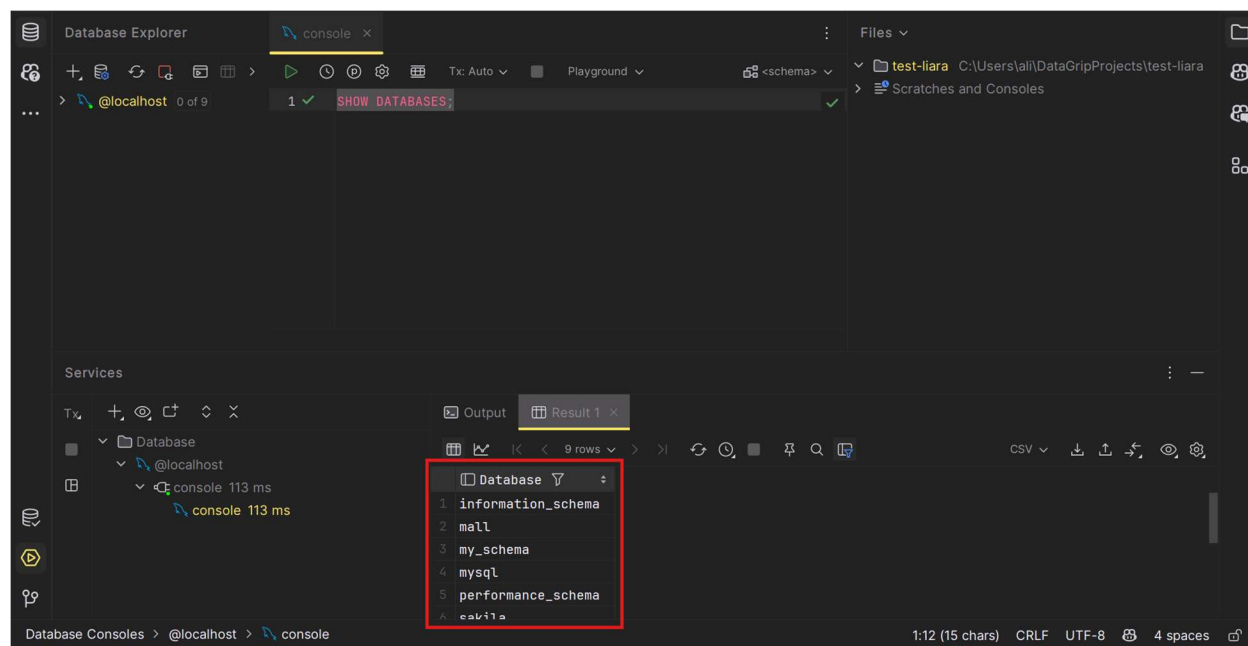 Database Explorer
console
Files
Tx: Auto
Playground
<schema>
test-liara C:\Users\ali\DataGripProjects\test-liara
@localhost 0 of 9
1 SHOW DATABASES;
Scratches and Consoles
Services
Tx
Output
Result 1
Database
9 rows
CSV
@localhost
Database
console 113 ms
1 information_schema
console 113 ms
2 mall
3 my_schema
4 mysql
5 performance_schema
6 sakila
Database Consoles > @localhost > console
1:12 (15 chars) CRLF UTF-8 4 spaces